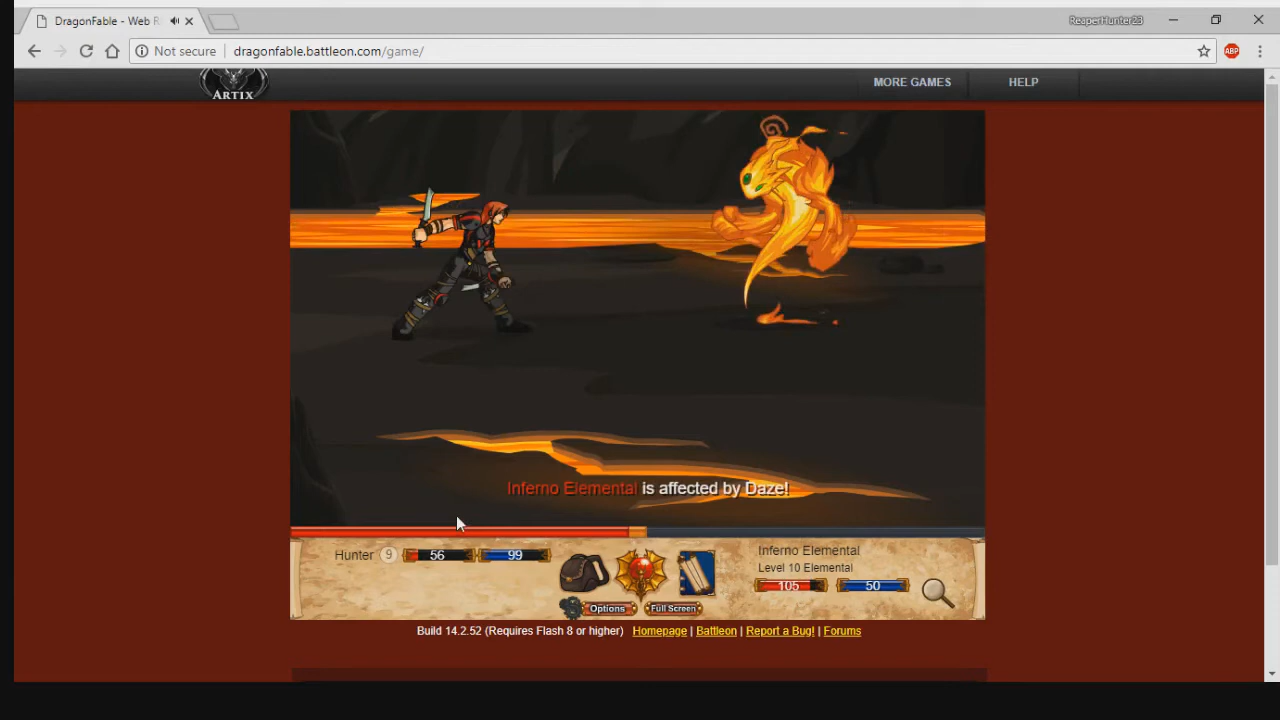 DragonFable - Web R
ReaperHunter23
Not secure
dragonfable.battleon.com/game/
ABP
ARTIX
MORE GAMES
HELP
Inferno Elemental is affected by Daze!
Hunter 9 56 99
Inferno Elemental
Level 10 Elemental
105 50
Options
Full Screen
Build 14.2.52 (Requires Flash 8 or higher) Homepage | Battleon | Report a Bug! | Forums